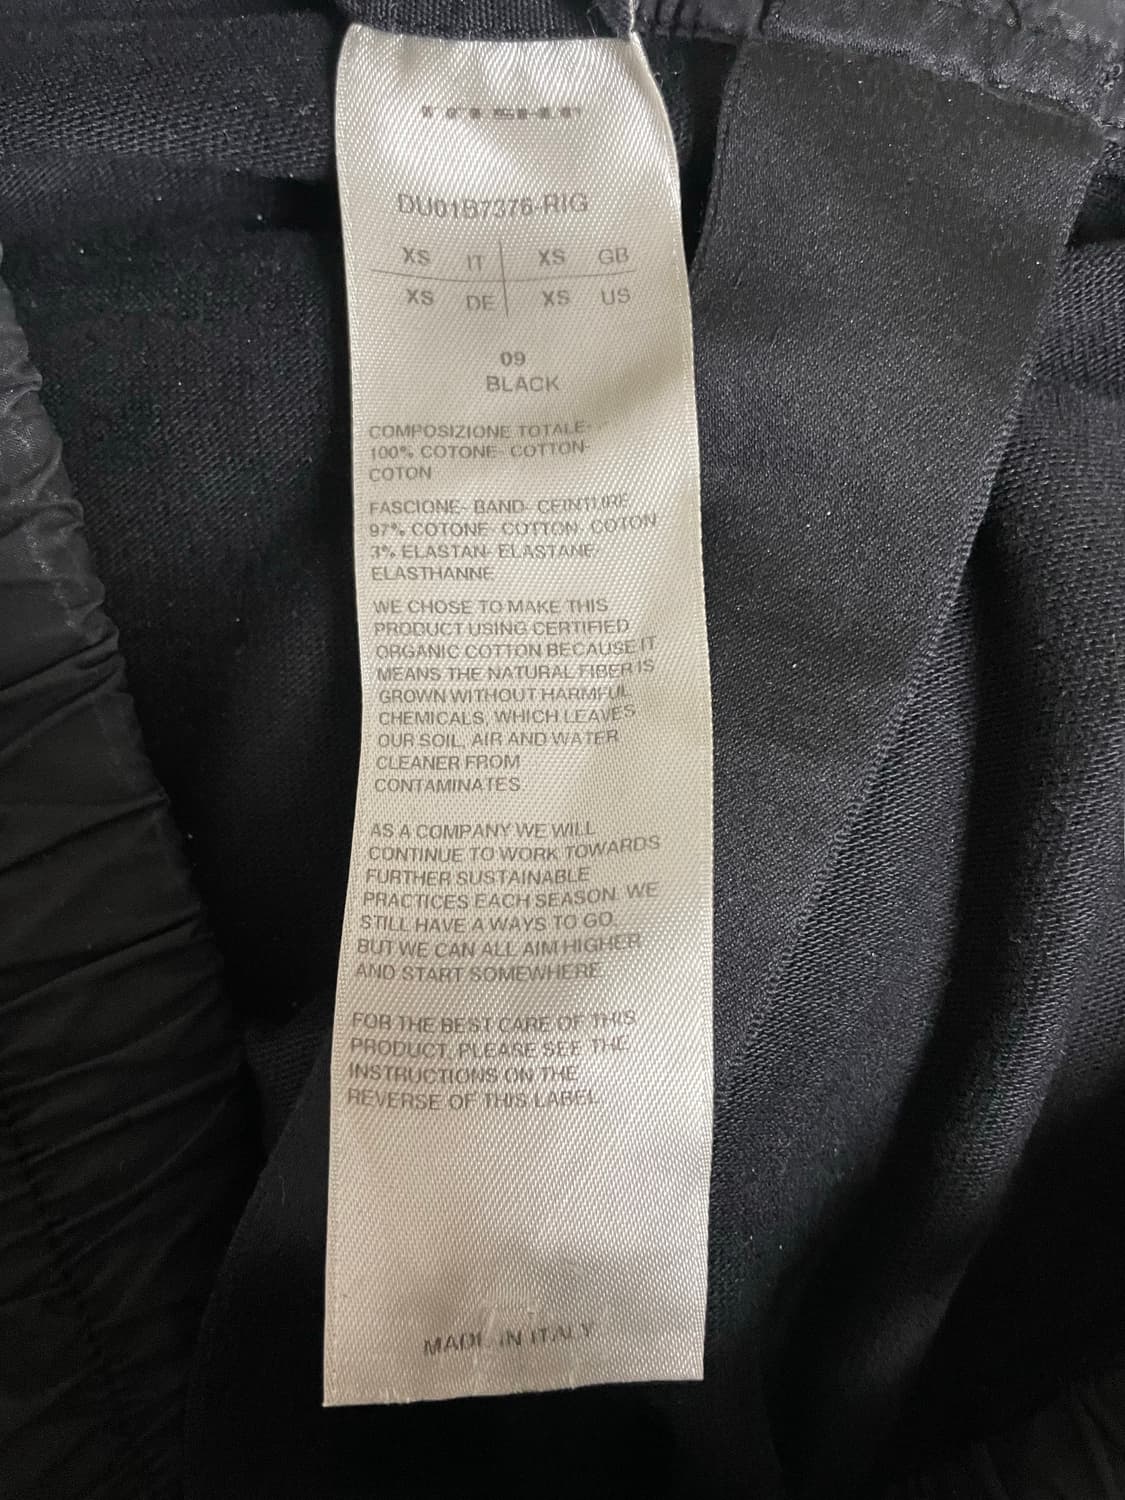 DU01B7376-RIG
XS IT XS GB
XS DE XS US
09
BLACK
COMPOSIZIONE TOTALE-
100% COTONE- COTTON-
COTON
FASCIONE- BAND- CEINTURE
97% COTONE- COTTON- COTON
3% ELASTAN- ELASTANE-
ELASTHANNE
WE CHOSE TO MAKE THIS
PRODUCT USING CERTIFIED
ORGANIC COTTON BECAUSE IT
MEANS THE NATURAL FIBER IS
GROWN WITHOUT HARMFUL
CHEMICALS, WHICH LEAVES
OUR SOIL, AIR AND WATER
CLEANER FROM
CONTAMINATES
AS A COMPANY WE WILL
CONTINUE TO WORK TOWARDS
FURTHER SUSTAINABLE
PRACTICES EACH SEASON. WE
STILL HAVE A WAYS TO GO,
BUT WE CAN ALL AIM HIGHER
AND START SOMEWHERE.
FOR THE BEST CARE OF THIS
PRODUCT, PLEASE SEE THE
INSTRUCTIONS ON THE
REVERSE OF THIS LABEL.
MADE IN ITALY